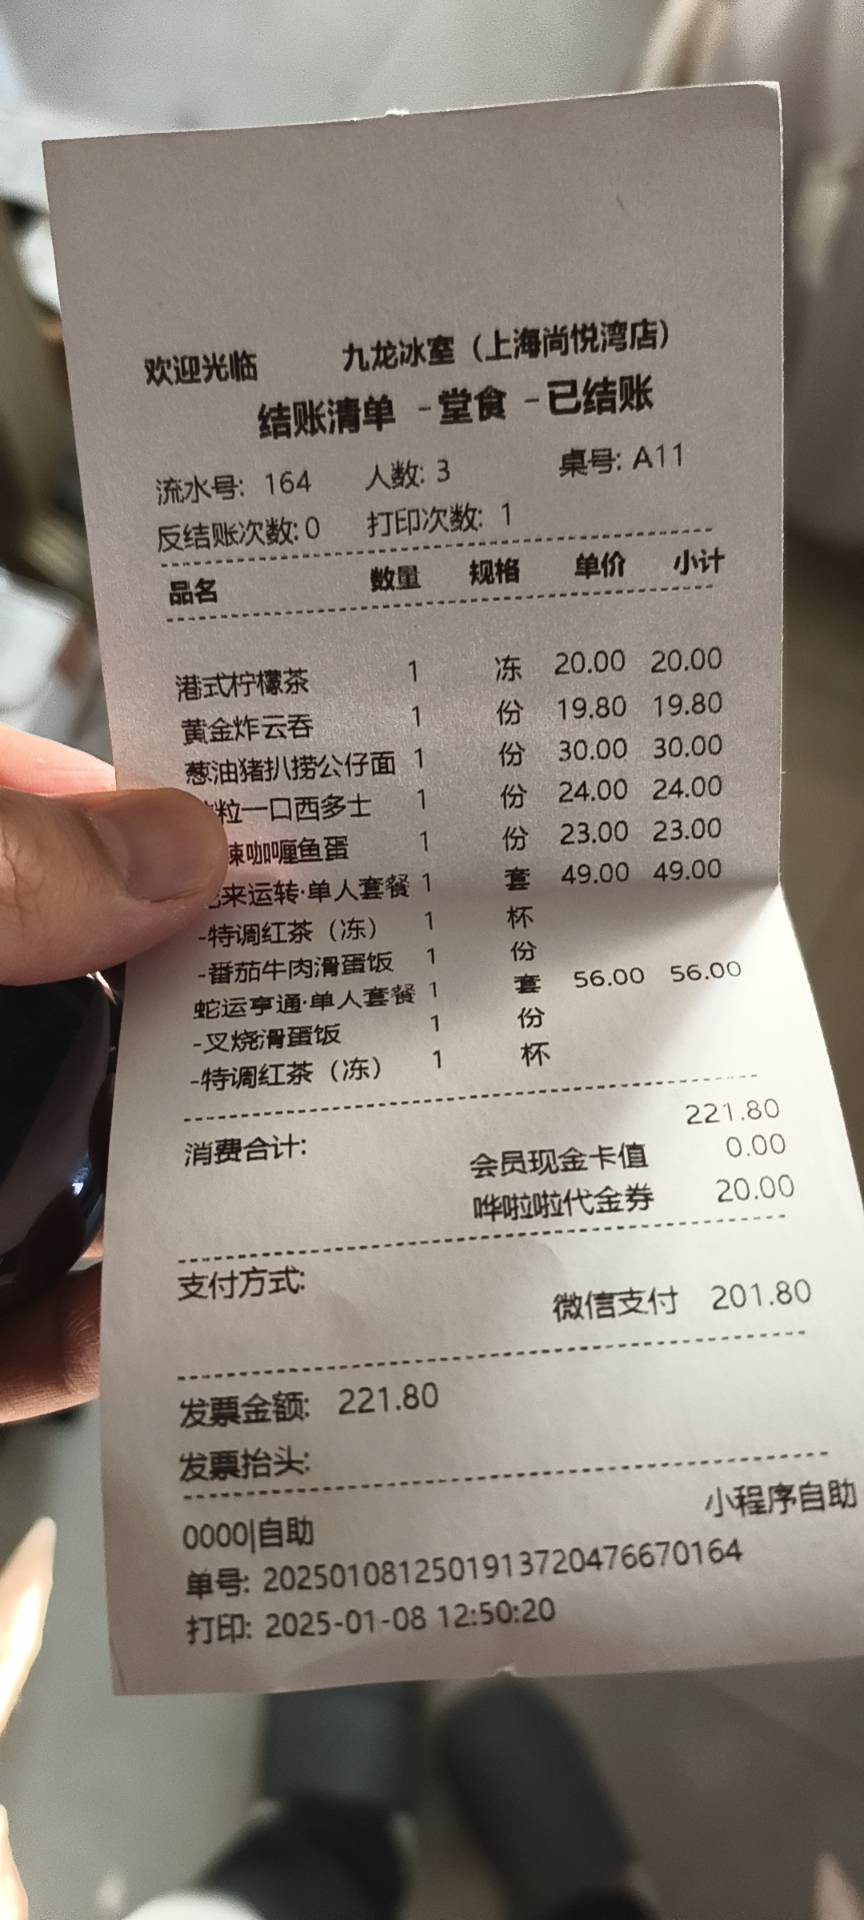 欢迎光临 九龙冰室（上海尚悦湾店）
结账清单 -堂食 -已结账
流水号: 164 人数: 3 桌号: A11
反结账次数:0 打印次数: 1
品名 数量 规格 单价 小计
港式柠檬茶 1 冻 20.00 20.00
黄金炸云吞 1 份 19.80 19.80
葱油猪扒捞公仔面 1 份 30.00 30.00
粒一口西多士 1 份 24.00 24.00
咖喱鱼蛋 1 份 23.00 23.00
来运转·单人套餐 1 套 49.00 49.00
-特调红茶（冻） 1 杯
-番茄牛肉滑蛋饭 1 份
蛇运亨通·单人套餐 1 套 56.00 56.00
-叉烧滑蛋饭 1 份
-特调红茶（冻） 1 杯
消费合计: 221.80
会员现金卡值 0.00
哗啦啦代金券 20.00
支付方式:
微信支付 201.80
发票金额: 221.80
发票抬头:
0000|自助 小程序自助
单号: 2025010812501913720476670164
打印: 2025-01-08 12:50:20